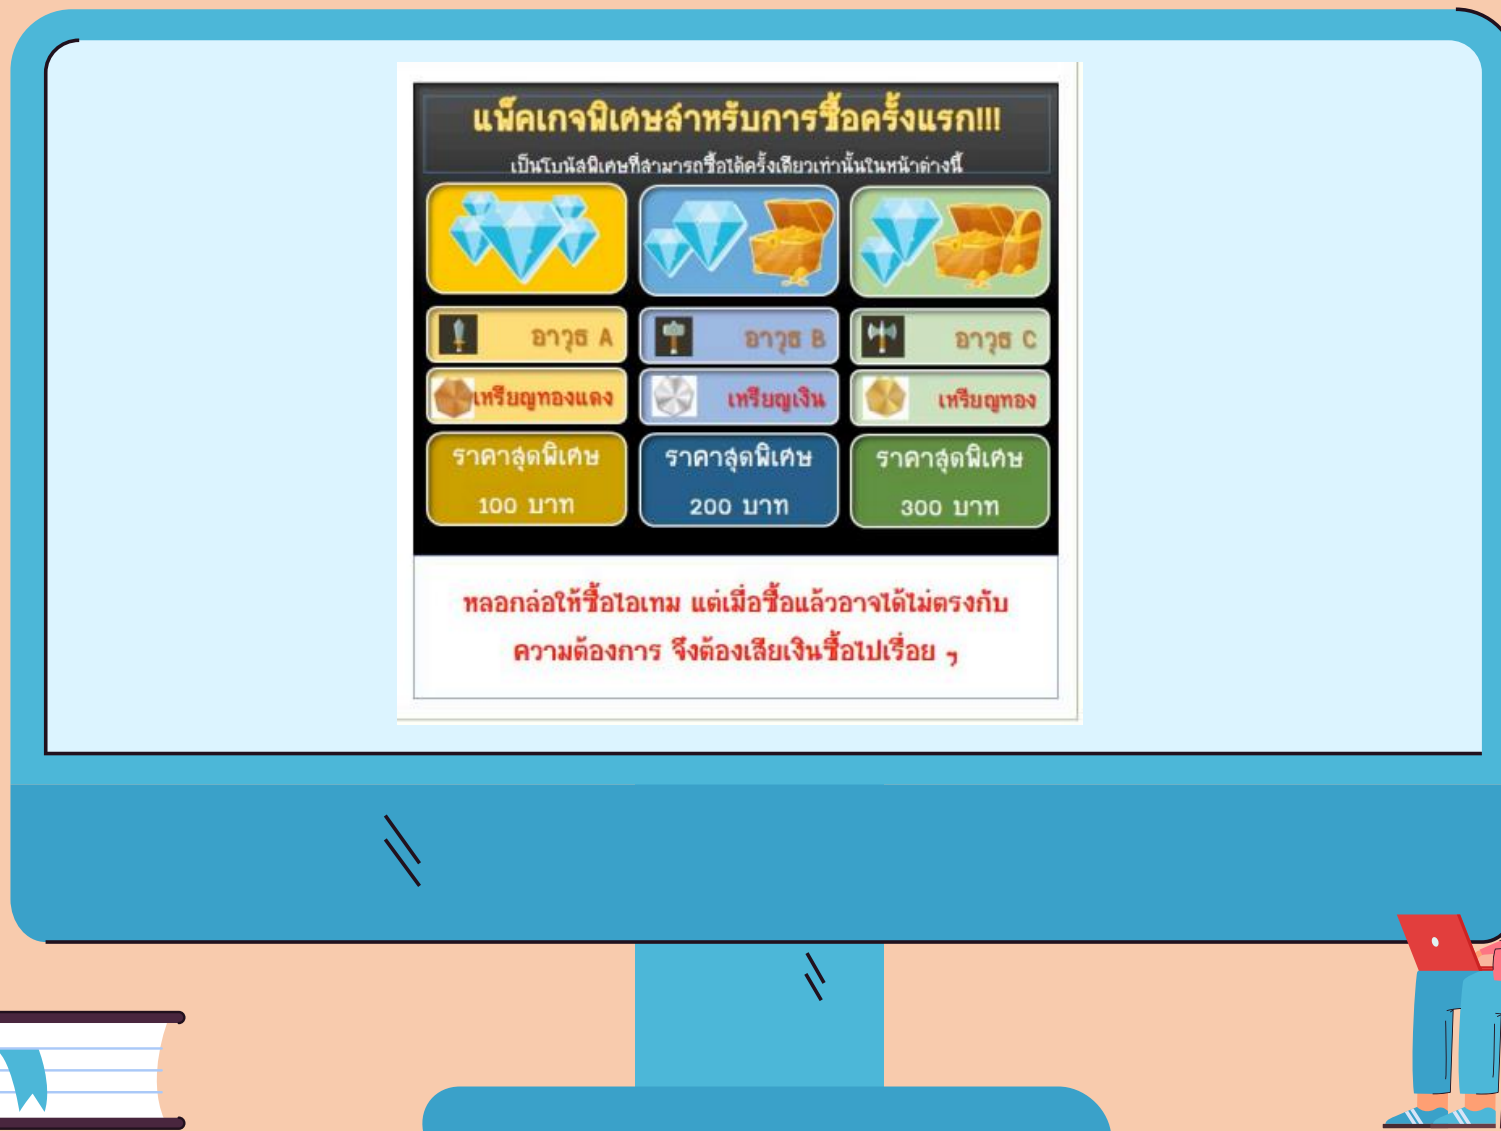 แพ็คเกจพิเศษสำหรับการซื้อครั้งแรก!!!
เป็นโบนัสพิเศษที่สามารถซื้อได้ครั้งเดียวเท่านั้นในหน้าต่างนี้
อาวุธ A
อาวุธ B
อาวุธ C
เหรียญทองแดง
เหรียญเงิน
เหรียญทอง
ราคาสุดพิเศษ
100 บาท
ราคาสุดพิเศษ
200 บาท
ราคาสุดพิเศษ
300 บาท
หลอกล่อให้ซื้อไอเทม แต่เมื่อซื้อแล้วอาจได้ไม่ตรงกับ
ความต้องการ จึงต้องเสียเงินซื้อไปเรื่อย ๆ